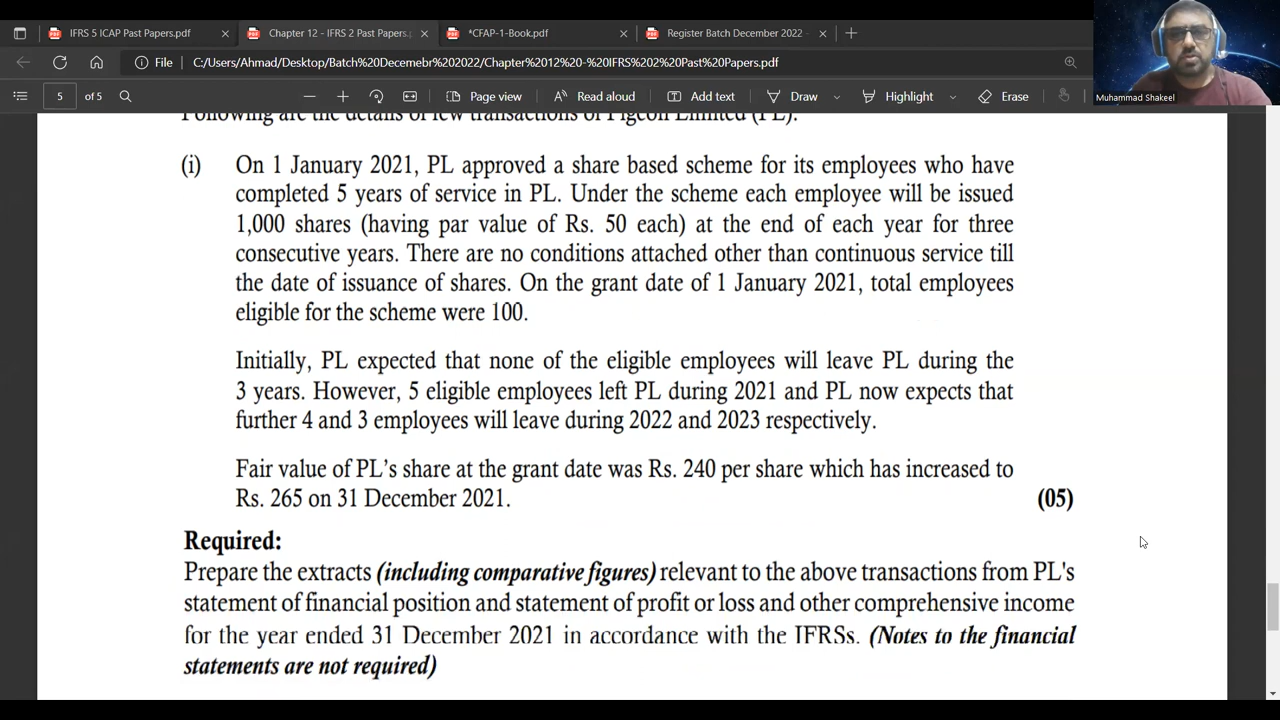 IFRS 5 ICAP Past Papers.pdf
Chapter 12 - IFRS 2 Past Papers.
*CFAP-1-Book.pdf
Register Batch December 2022 -
File
C:/Users/Ahmad/Desktop/Batch%20Decemebr%202022/Chapter%2012%20-%20IFRS%202%20Past%20Papers.pdf
Muhammad Shakeel
5 of 5
Page view
Read aloud
Add text
Draw
Highlight
Erase
Following are the details of few transactions of Pigeon Limited (PL).
(i) On 1 January 2021, PL approved a share based scheme for its employees who have
completed 5 years of service in PL. Under the scheme each employee will be issued
1,000 shares (having par value of Rs. 50 each) at the end of each year for three
consecutive years. There are no conditions attached other than continuous service till
the date of issuance of shares. On the grant date of 1 January 2021, total employees
eligible for the scheme were 100.
Initially, PL expected that none of the eligible employees will leave PL during the
3 years. However, 5 eligible employees left PL during 2021 and PL now expects that
further 4 and 3 employees will leave during 2022 and 2023 respectively.
Fair value of PL's share at the grant date was Rs. 240 per share which has increased to
Rs. 265 on 31 December 2021. (05)
Required:
Prepare the extracts (including comparative figures) relevant to the above transactions from PL's
statement of financial position and statement of profit or loss and other comprehensive income
for the year ended 31 December 2021 in accordance with the IFRSs. (Notes to the financial
statements are not required)